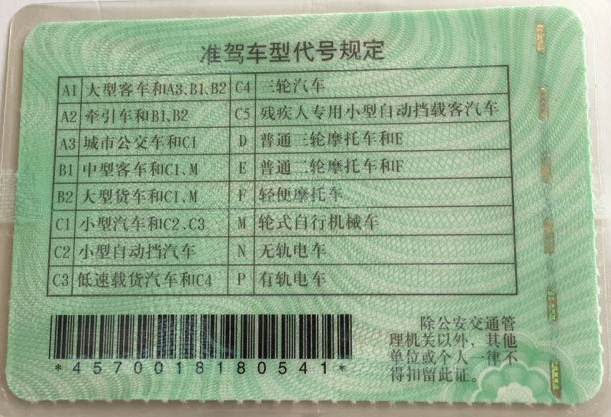 准驾车型代号规定
A1 大型客车和A3、B1、B2 C4 三轮汽车
A2 牵引车和B1、B2 C5 残疾人专用小型自动挡载客汽车
A3 城市公交车和C1 D 普通三轮摩托车和E
B1 中型客车和C1、M E 普通二轮摩托车和F
B2 大型货车和C1、M F 轻便摩托车
C1 小型汽车和C2、C3 M 轮式自行机械车
C2 小型自动挡汽车 N 无轨电车
C3 低速载货汽车和C4 P 有轨电车
*4570018180541*
除公安交通管
理机关以外，其他
单位或个人一律不
得扣留此证。